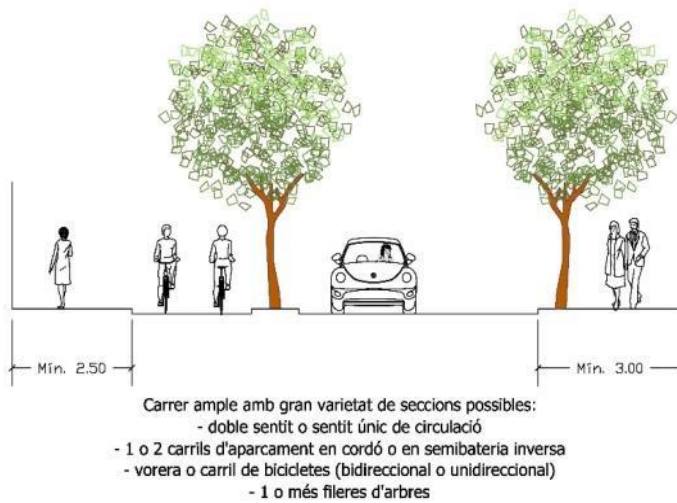 Mín. 2.50
Mín. 3.00
Carrer ample amb gran varietat de seccions possibles:
- doble sentit o sentit únic de circulació
- 1 o 2 carrils d'aparcament en cordó o en semibateria inversa
- vorera o carril de bicicletes (bidireccional o unidireccional)
- 1 o més fileres d'arbres